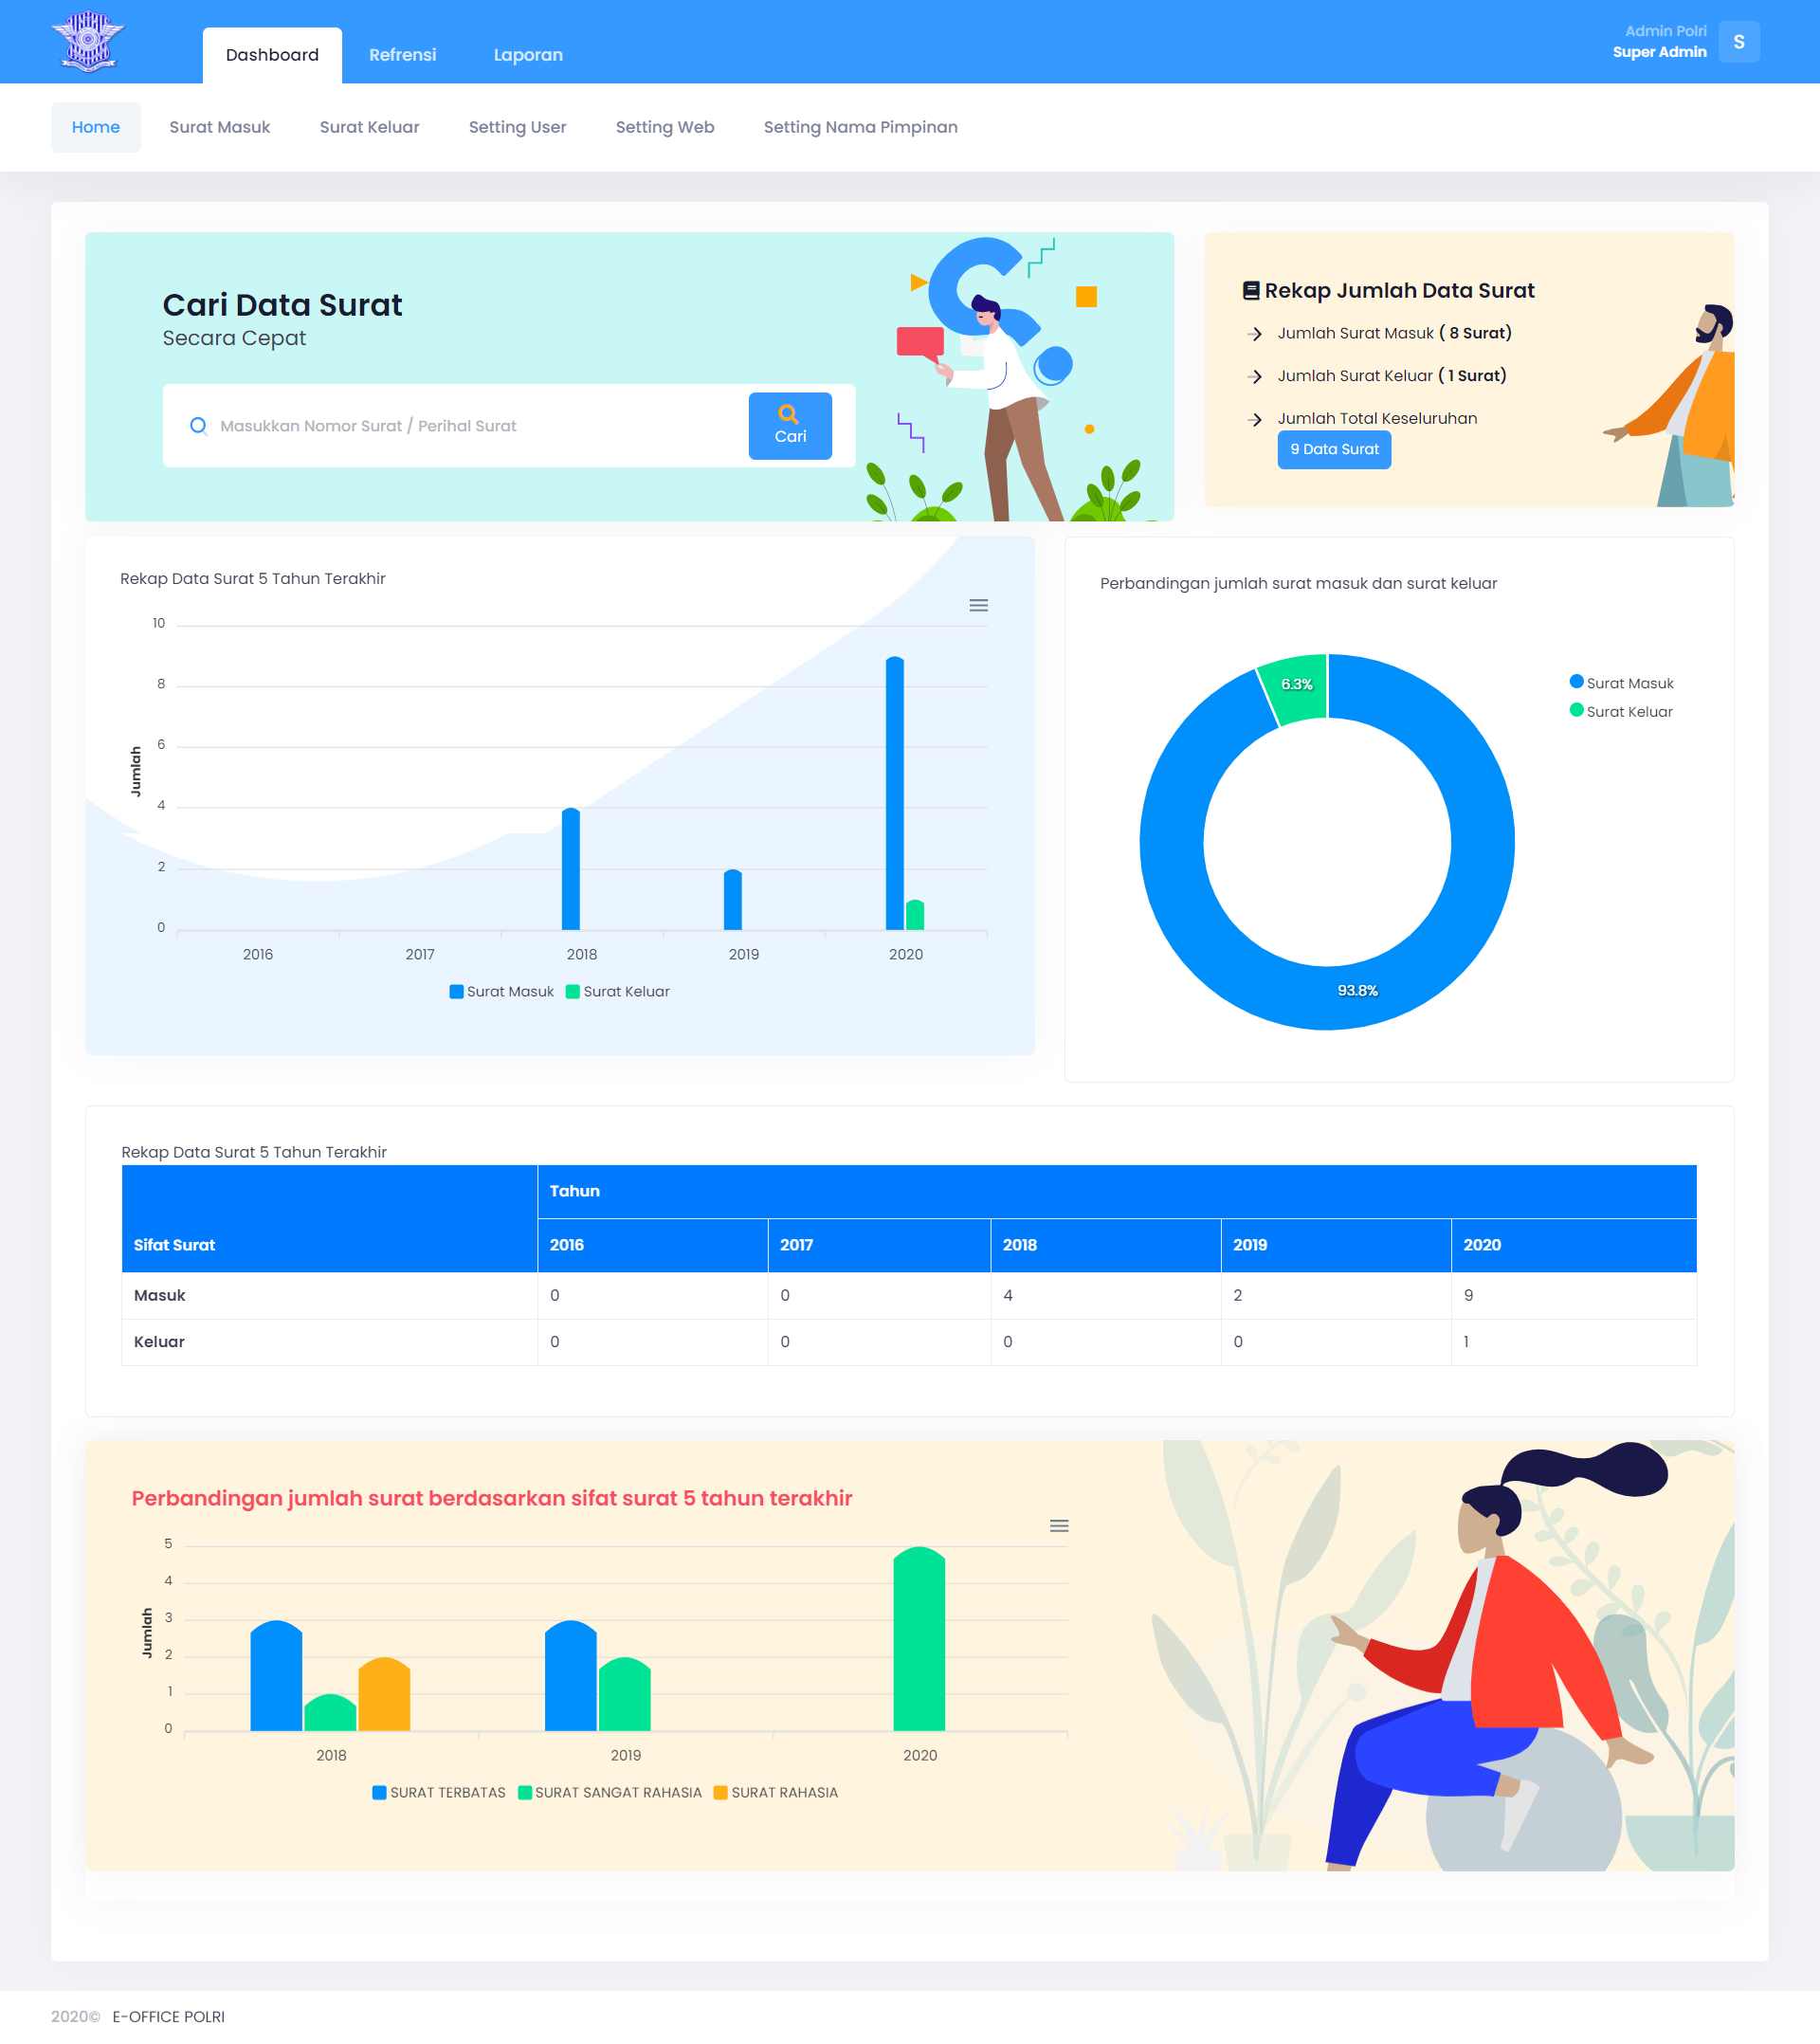 Dashboard
Refrensi
Laporan
Admin Polri
Super Admin
S
Home
Surat Masuk
Surat Keluar
Setting User
Setting Web
Setting Nama Pimpinan
Cari Data Surat
Secara Cepat
Masukkan Nomor Surat / Perihal Surat
Cari
Rekap Jumlah Data Surat
Jumlah Surat Masuk ( 8 Surat)
Jumlah Surat Keluar ( 1 Surat)
Jumlah Total Keseluruhan
9 Data Surat
Rekap Data Surat 5 Tahun Terakhir
10
8
6
4
2
0
Jumlah
2016 2017 2018 2019 2020
Surat Masuk Surat Keluar
Perbandingan jumlah surat masuk dan surat keluar
6.3%
93.8%
Surat Masuk
Surat Keluar
Rekap Data Surat 5 Tahun Terakhir
Tahun
Sifat Surat 2016 2017 2018 2019 2020
Masuk 0 0 4 2 9
Keluar 0 0 0 0 1
Perbandingan jumlah surat berdasarkan sifat surat 5 tahun terakhir
5
4
3
2
1
0
Jumlah
2018 2019 2020
SURAT TERBATAS SURAT SANGAT RAHASIA SURAT RAHASIA
2020© E-OFFICE POLRI